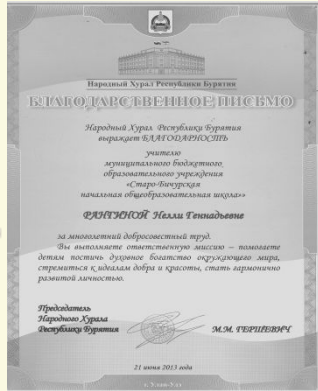 Народный Хурал Республики Бурятия
БЛАГОДАРСТВЕННОЕ ПИСЬМО
Народный Хурал Республики Бурятия
выражает БЛАГОДАРНОСТЬ
учителю
муниципального бюджетного
образовательного учреждения
«Старо-Бичурская
начальная общеобразовательная школа»»
РАНТИНОЙ Нелли Геннадьевне
за многолетний добросовестный труд.
Вы выполняете ответственную миссию – помогаете
детям постичь духовное богатство окружающего мира,
стремиться к идеалам добра и красоты, стать гармонично
развитой личностью.
Председатель
Народного Хурала
Республики Бурятия
М.М. ГЕРШЕВИЧ
21 июня 2013 года
г. Улан-Удэ